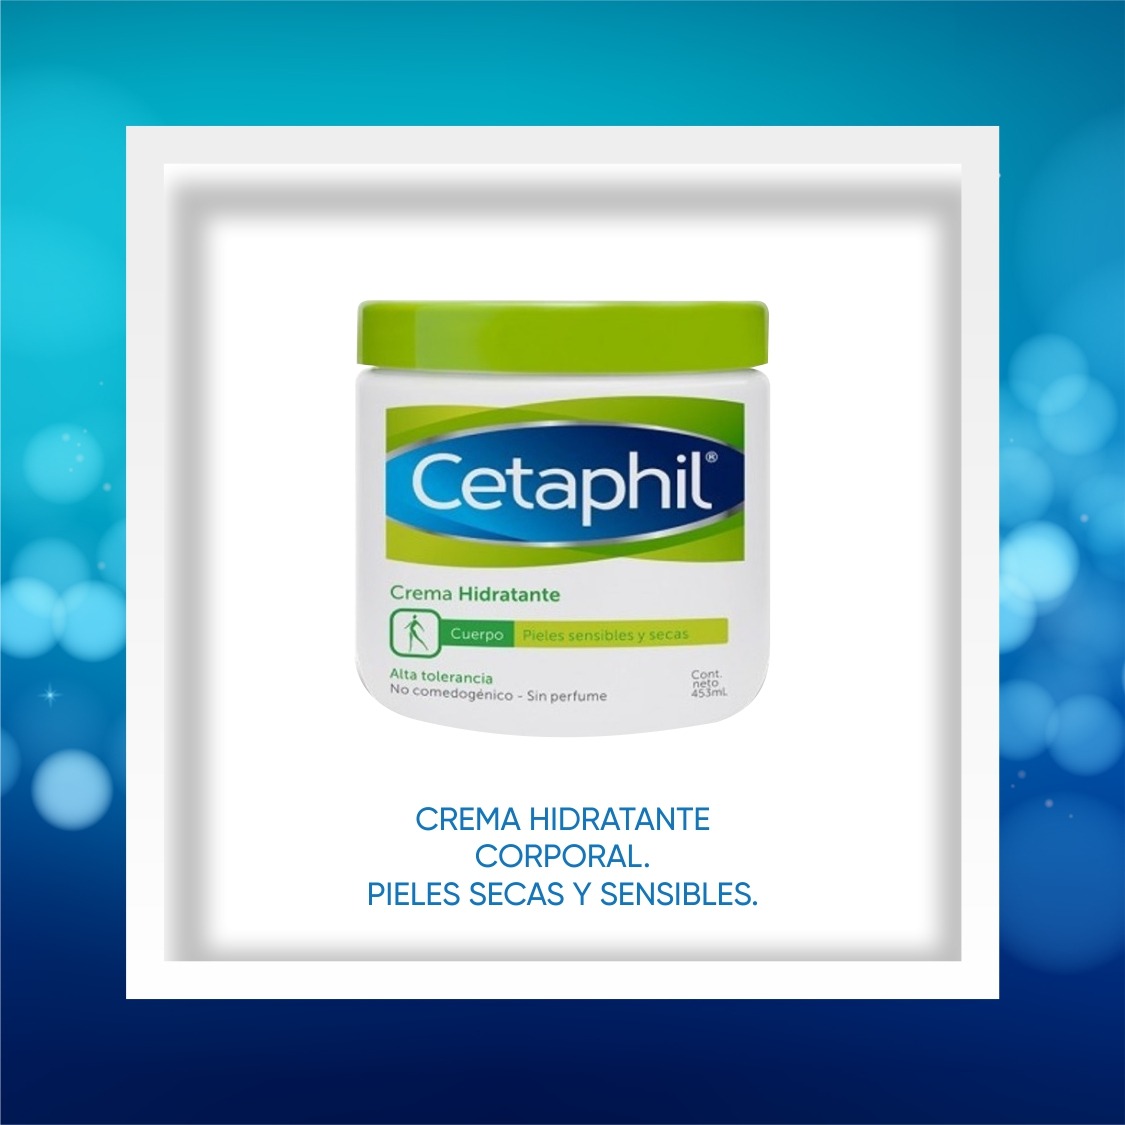 Cetaphil®
Crema Hidratante
Cuerpo Pieles sensibles y secas
Alta tolerancia
No comedogénico - Sin perfume
Cont.
neto
453mL
CREMA HIDRATANTE
CORPORAL.
PIELES SECAS Y SENSIBLES.